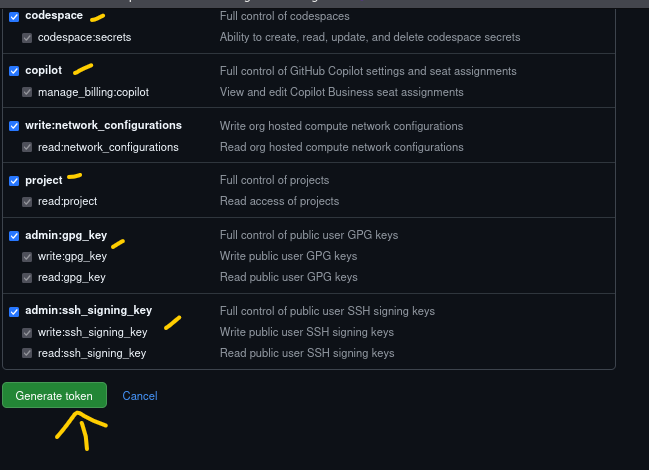 codespace Full control of codespaces
codespace:secrets Ability to create, read, update, and delete codespace secrets
copilot Full control of GitHub Copilot settings and seat assignments
manage_billing:copilot View and edit Copilot Business seat assignments
write:network_configurations Write org hosted compute network configurations
read:network_configurations Read org hosted compute network configurations
project Full control of projects
read:project Read access of projects
admin:gpg_key Full control of public user GPG keys
write:gpg_key Write public user GPG keys
read:gpg_key Read public user GPG keys
admin:ssh_signing_key Full control of public user SSH signing keys
write:ssh_signing_key Write public user SSH signing keys
read:ssh_signing_key Read public user SSH signing keys
Generate token Cancel